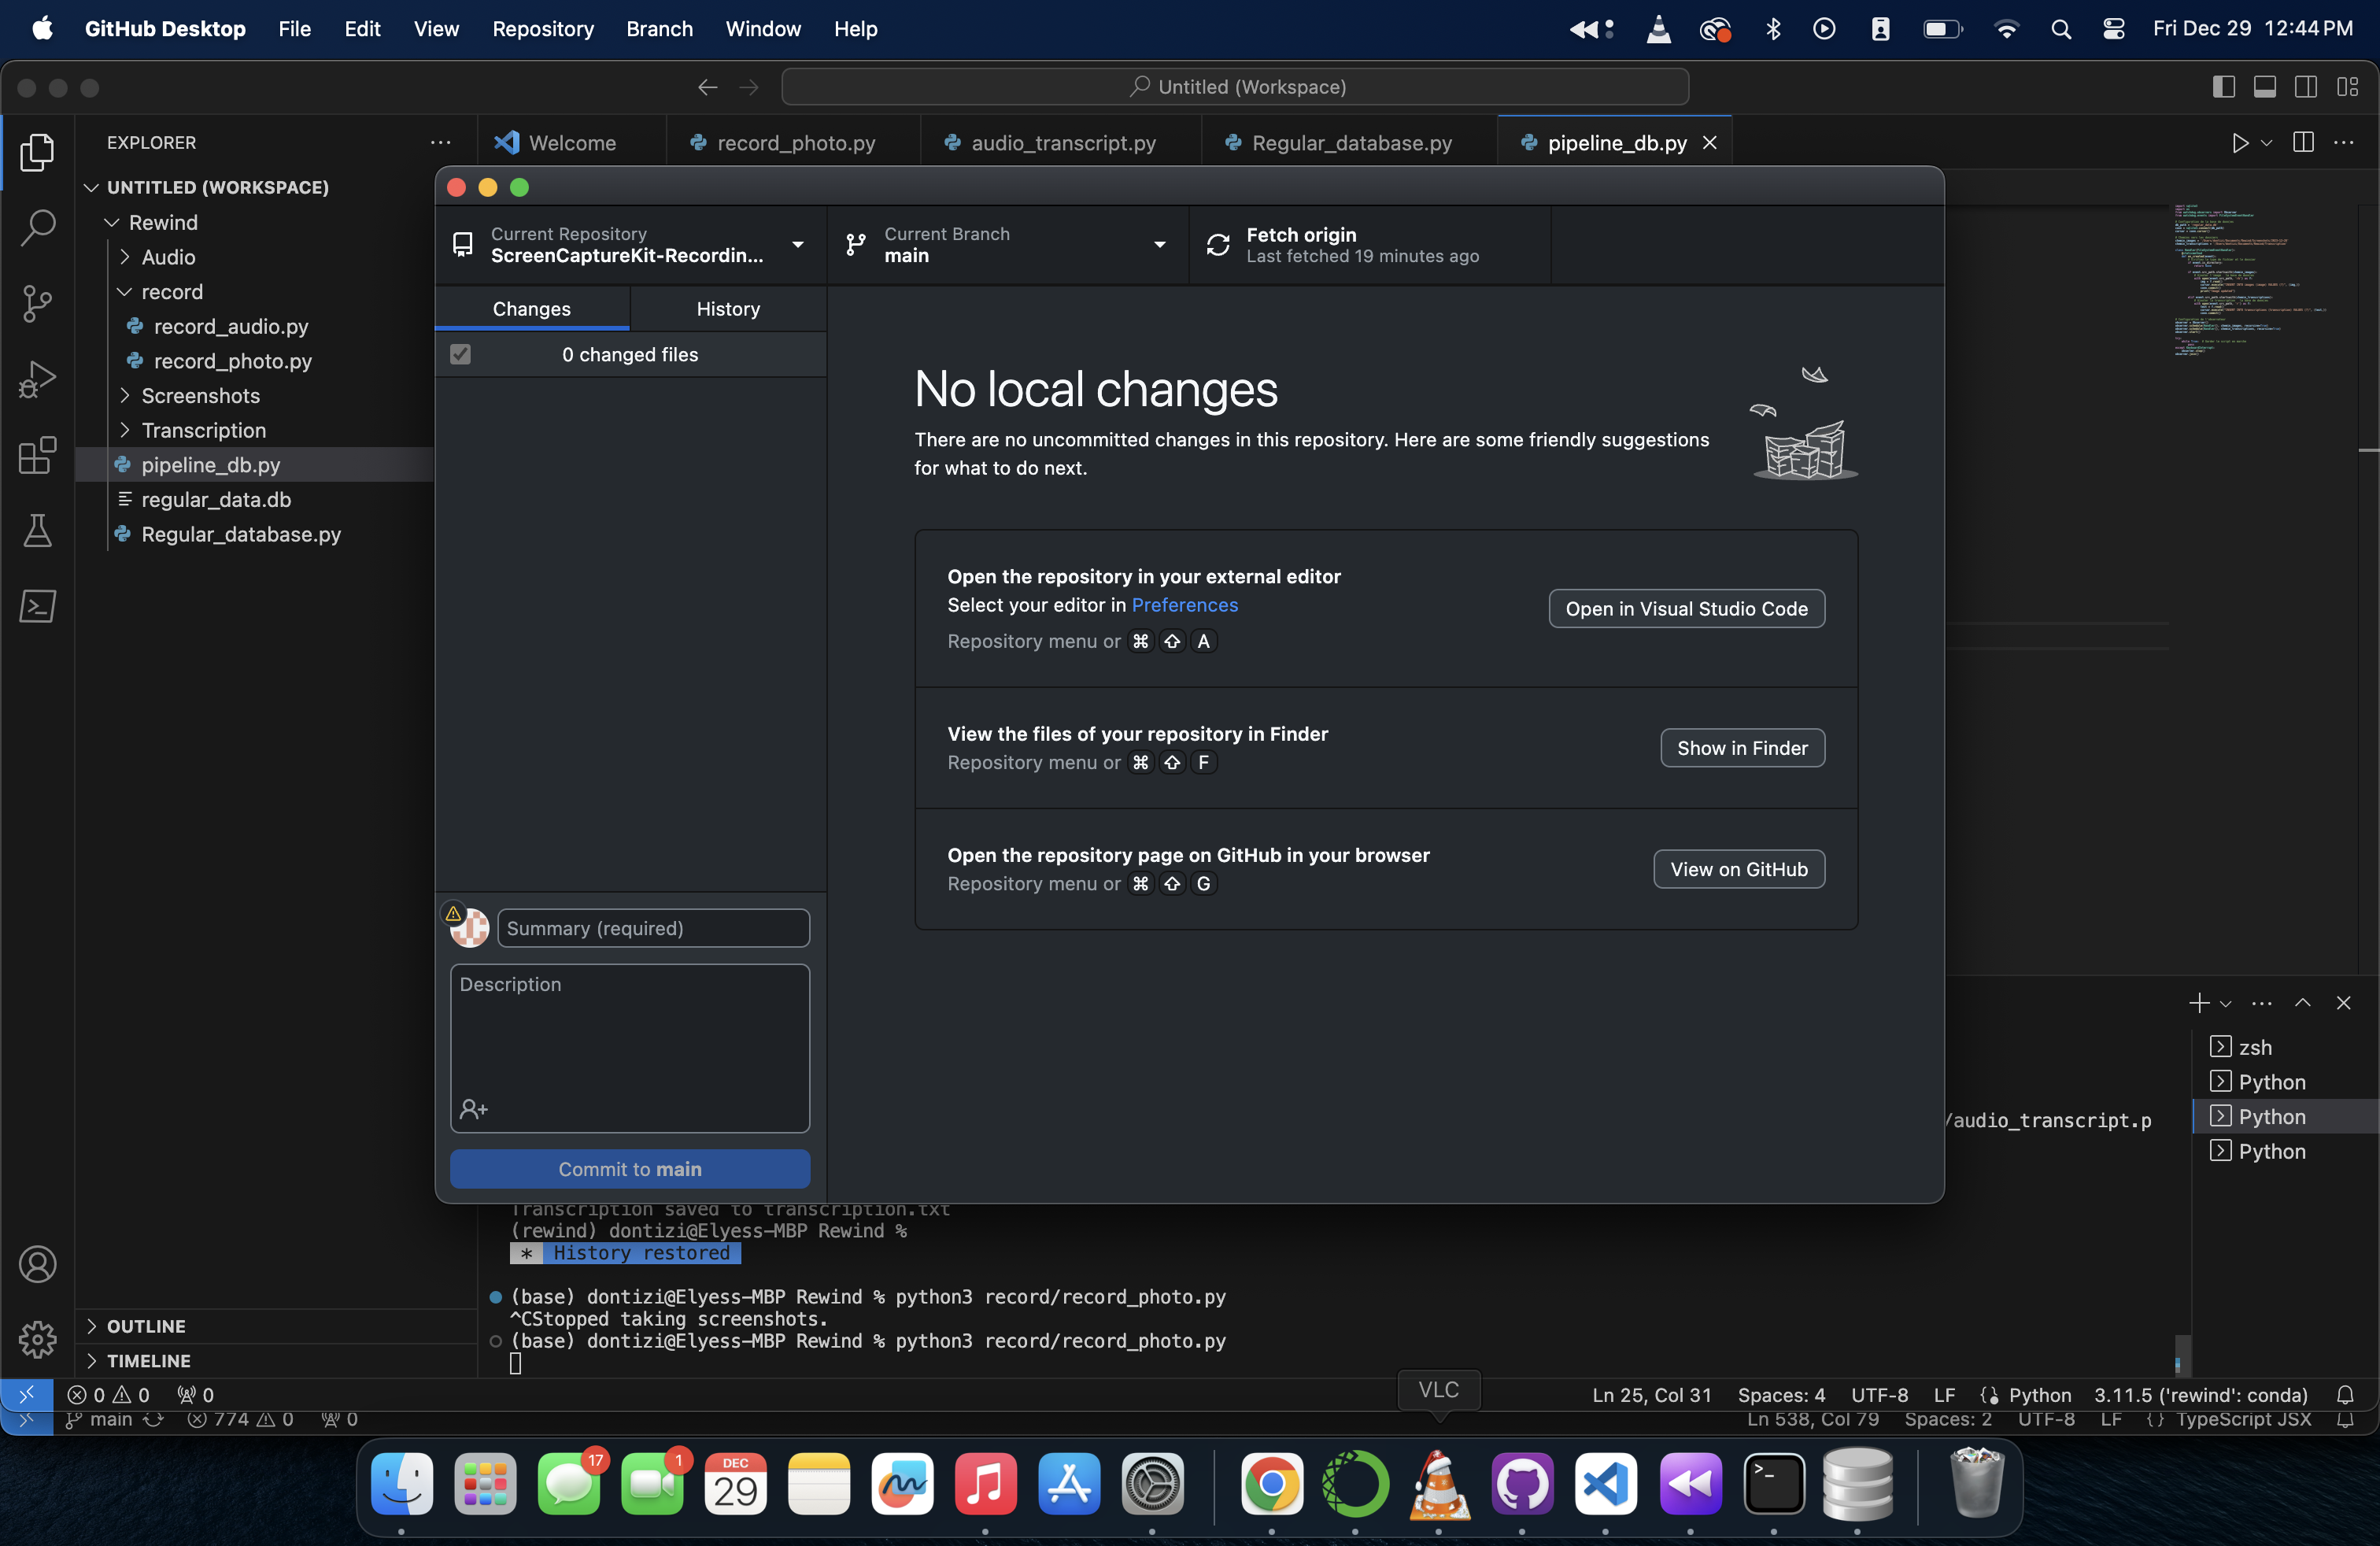 GitHub Desktop File Edit View Repository Branch Window Help Fri Dec 29 12:44 PM
Untitled (Workspace)
EXPLORER
Welcome record_photo.py audio_transcript.py Regular_database.py pipeline_db.py
UNTITLED (WORKSPACE)
Rewind
Audio
record
record_audio.py
record_photo.py
Screenshots
Transcription
pipeline_db.py
regular_data.db
Regular_database.py
OUTLINE
TIMELINE
Current Repository
ScreenCaptureKit-Recordin...
Current Branch
main
Fetch origin
Last fetched 19 minutes ago
Changes History
0 changed files
No local changes
There are no uncommitted changes in this repository. Here are some friendly suggestions
for what to do next.
Open the repository in your external editor
Select your editor in Preferences
Repository menu or ⌘ ⇧ A
Open in Visual Studio Code
View the files of your repository in Finder
Repository menu or ⌘ ⇧ F
Show in Finder
Open the repository page on GitHub in your browser
Repository menu or ⌘ ⇧ G
View on GitHub
Summary (required)
Description
Commit to main
zsh
Python
Python
Python
/audio_transcript.p
Transcription saved to transcription.txt
(rewind) dontizi@Elyess-MBP Rewind %
* History restored
(base) dontizi@Elyess-MBP Rewind % python3 record/record_photo.py
^CStopped taking screenshots.
(base) dontizi@Elyess-MBP Rewind % python3 record/record_photo.py
VLC
0 0 0 Ln 25, Col 31 Spaces: 4 UTF-8 LF Python 3.11.5 ('rewind': conda)
main 774 0 0 Ln 538, Col 79 Spaces: 2 UTF-8 LF {} TypeScript JSX
17
1
DEC
29